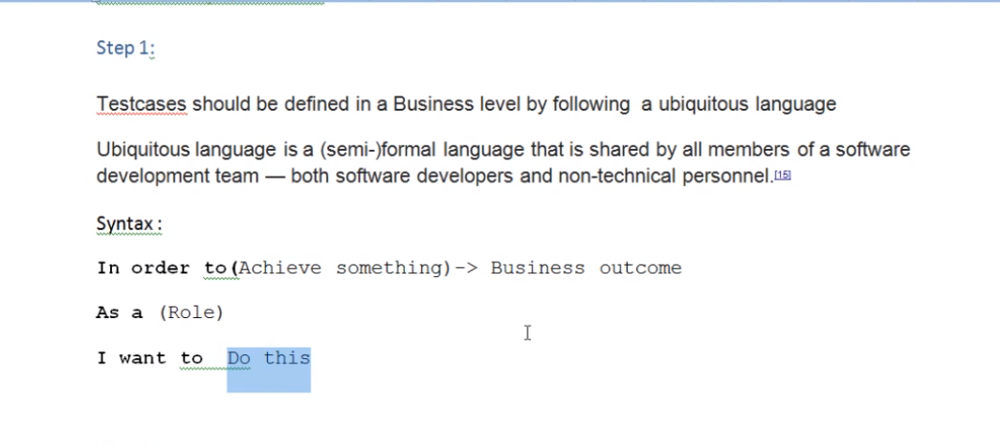 Step 1:
Testcases should be defined in a Business level by following  a ubiquitous language
Ubiquitous language is a (semi-)formal language that is shared by all members of a software
development team — both software developers and non-technical personnel.[15]
Syntax:
In order to(Achieve something)-> Business outcome
As a (Role)
I want to  Do this